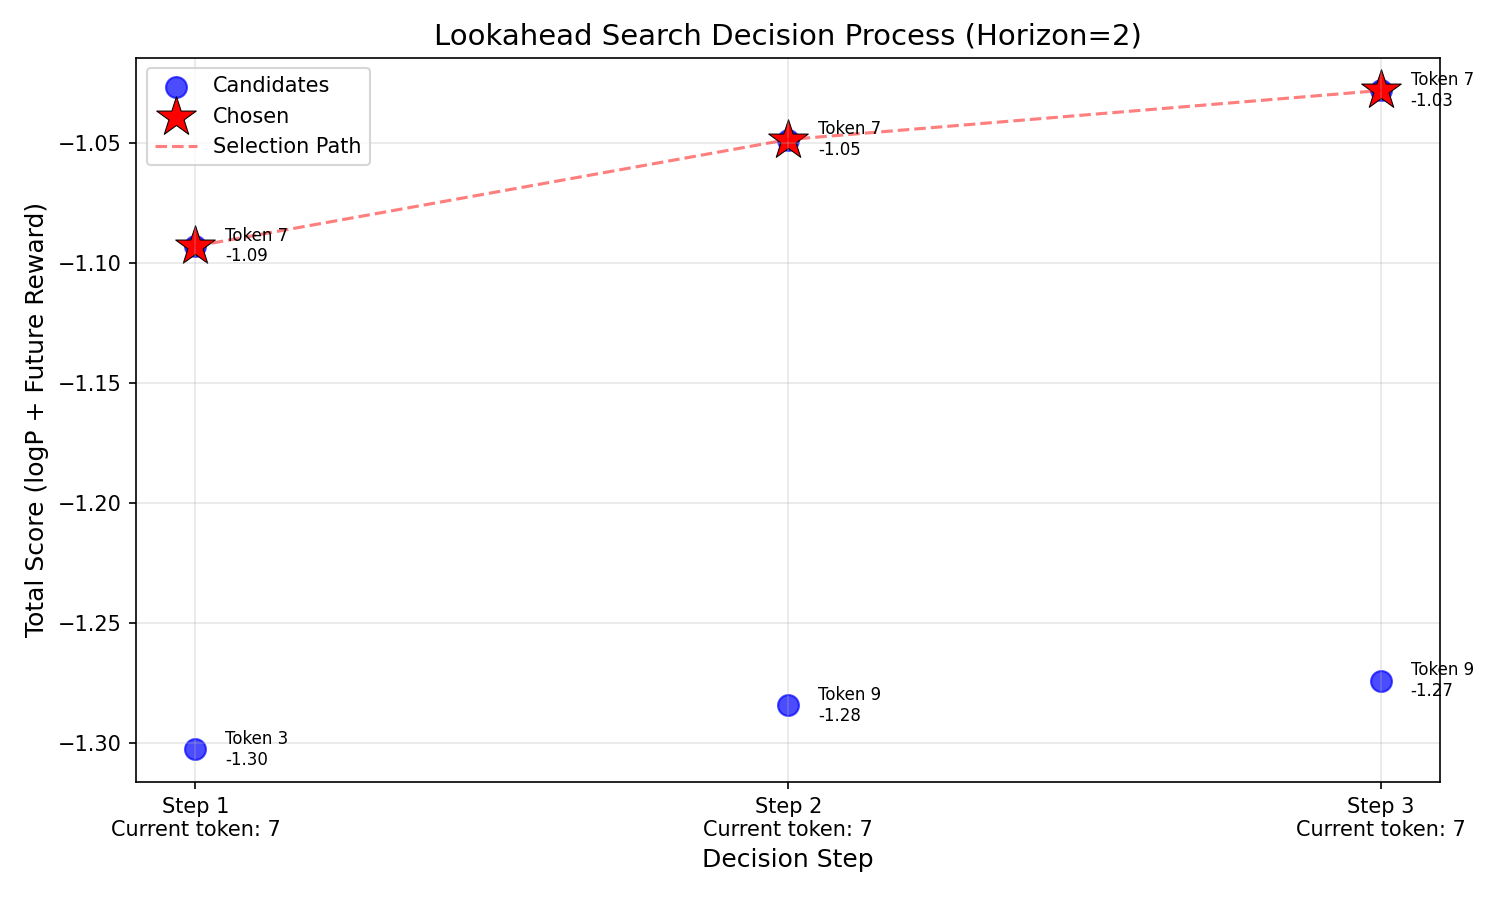 Lookahead Search Decision Process (Horizon=2)
Candidates
Chosen
Selection Path
Total Score (logP + Future Reward)
−1.05
−1.10
−1.15
−1.20
−1.25
−1.30
Token 7
-1.09
Token 3
-1.30
Token 7
-1.05
Token 9
-1.28
Token 7
-1.03
Token 9
-1.27
Step 1
Current token: 7
Step 2
Current token: 7
Step 3
Current token: 7
Decision Step